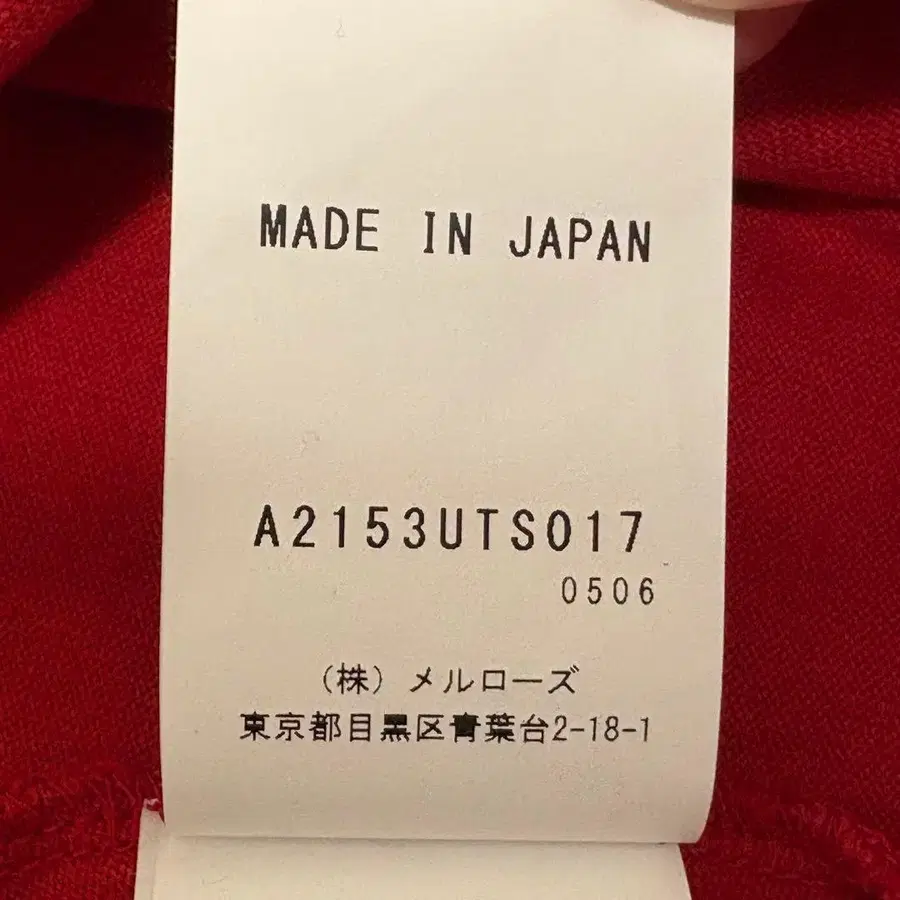 MADE IN JAPAN
A2153UTS017
0506
(株) メルローズ
東京都目黒区青葉台2-18-1